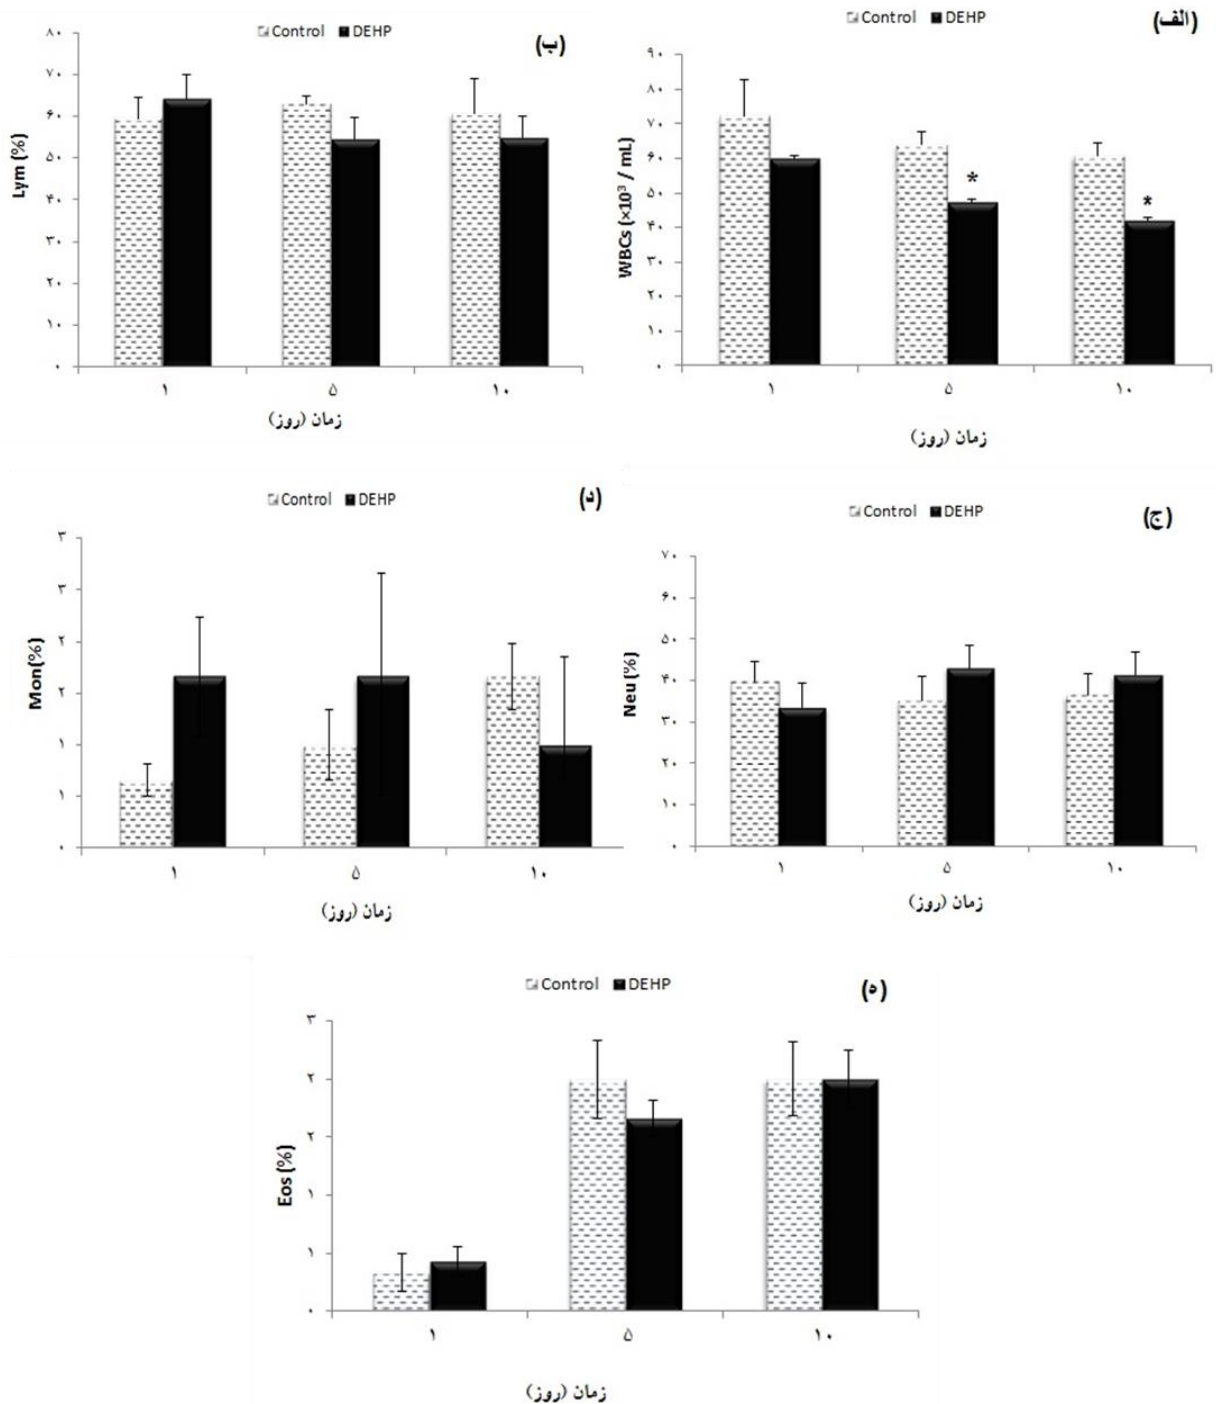 (الف)
Control DEHP
WBCs (×10³ / mL)
۹۰
۸۰
۷۰
۶۰
۵۰
۴۰
۳۰
۲۰
۱۰
۰
*
*
۱ ۵ ۱۰
زمان (روز)
(ب)
Control DEHP
Lym (%)
۸۰
۷۰
۶۰
۵۰
۴۰
۳۰
۲۰
۱۰
۰
۱ ۵ ۱۰
زمان (روز)
(ج)
Control DEHP
Neu (%)
۷۰
۶۰
۵۰
۴۰
۳۰
۲۰
۱۰
۰
۱ ۵ ۱۰
زمان (روز)
(د)
Control DEHP
Mon(%)
۳
۳
۲
۲
۱
۱
۰
۱ ۵ ۱۰
زمان (روز)
(ه)
Control DEHP
Eos (%)
۳
۲
۲
۱
۱
۰
۱ ۵ ۱۰
زمان (روز)